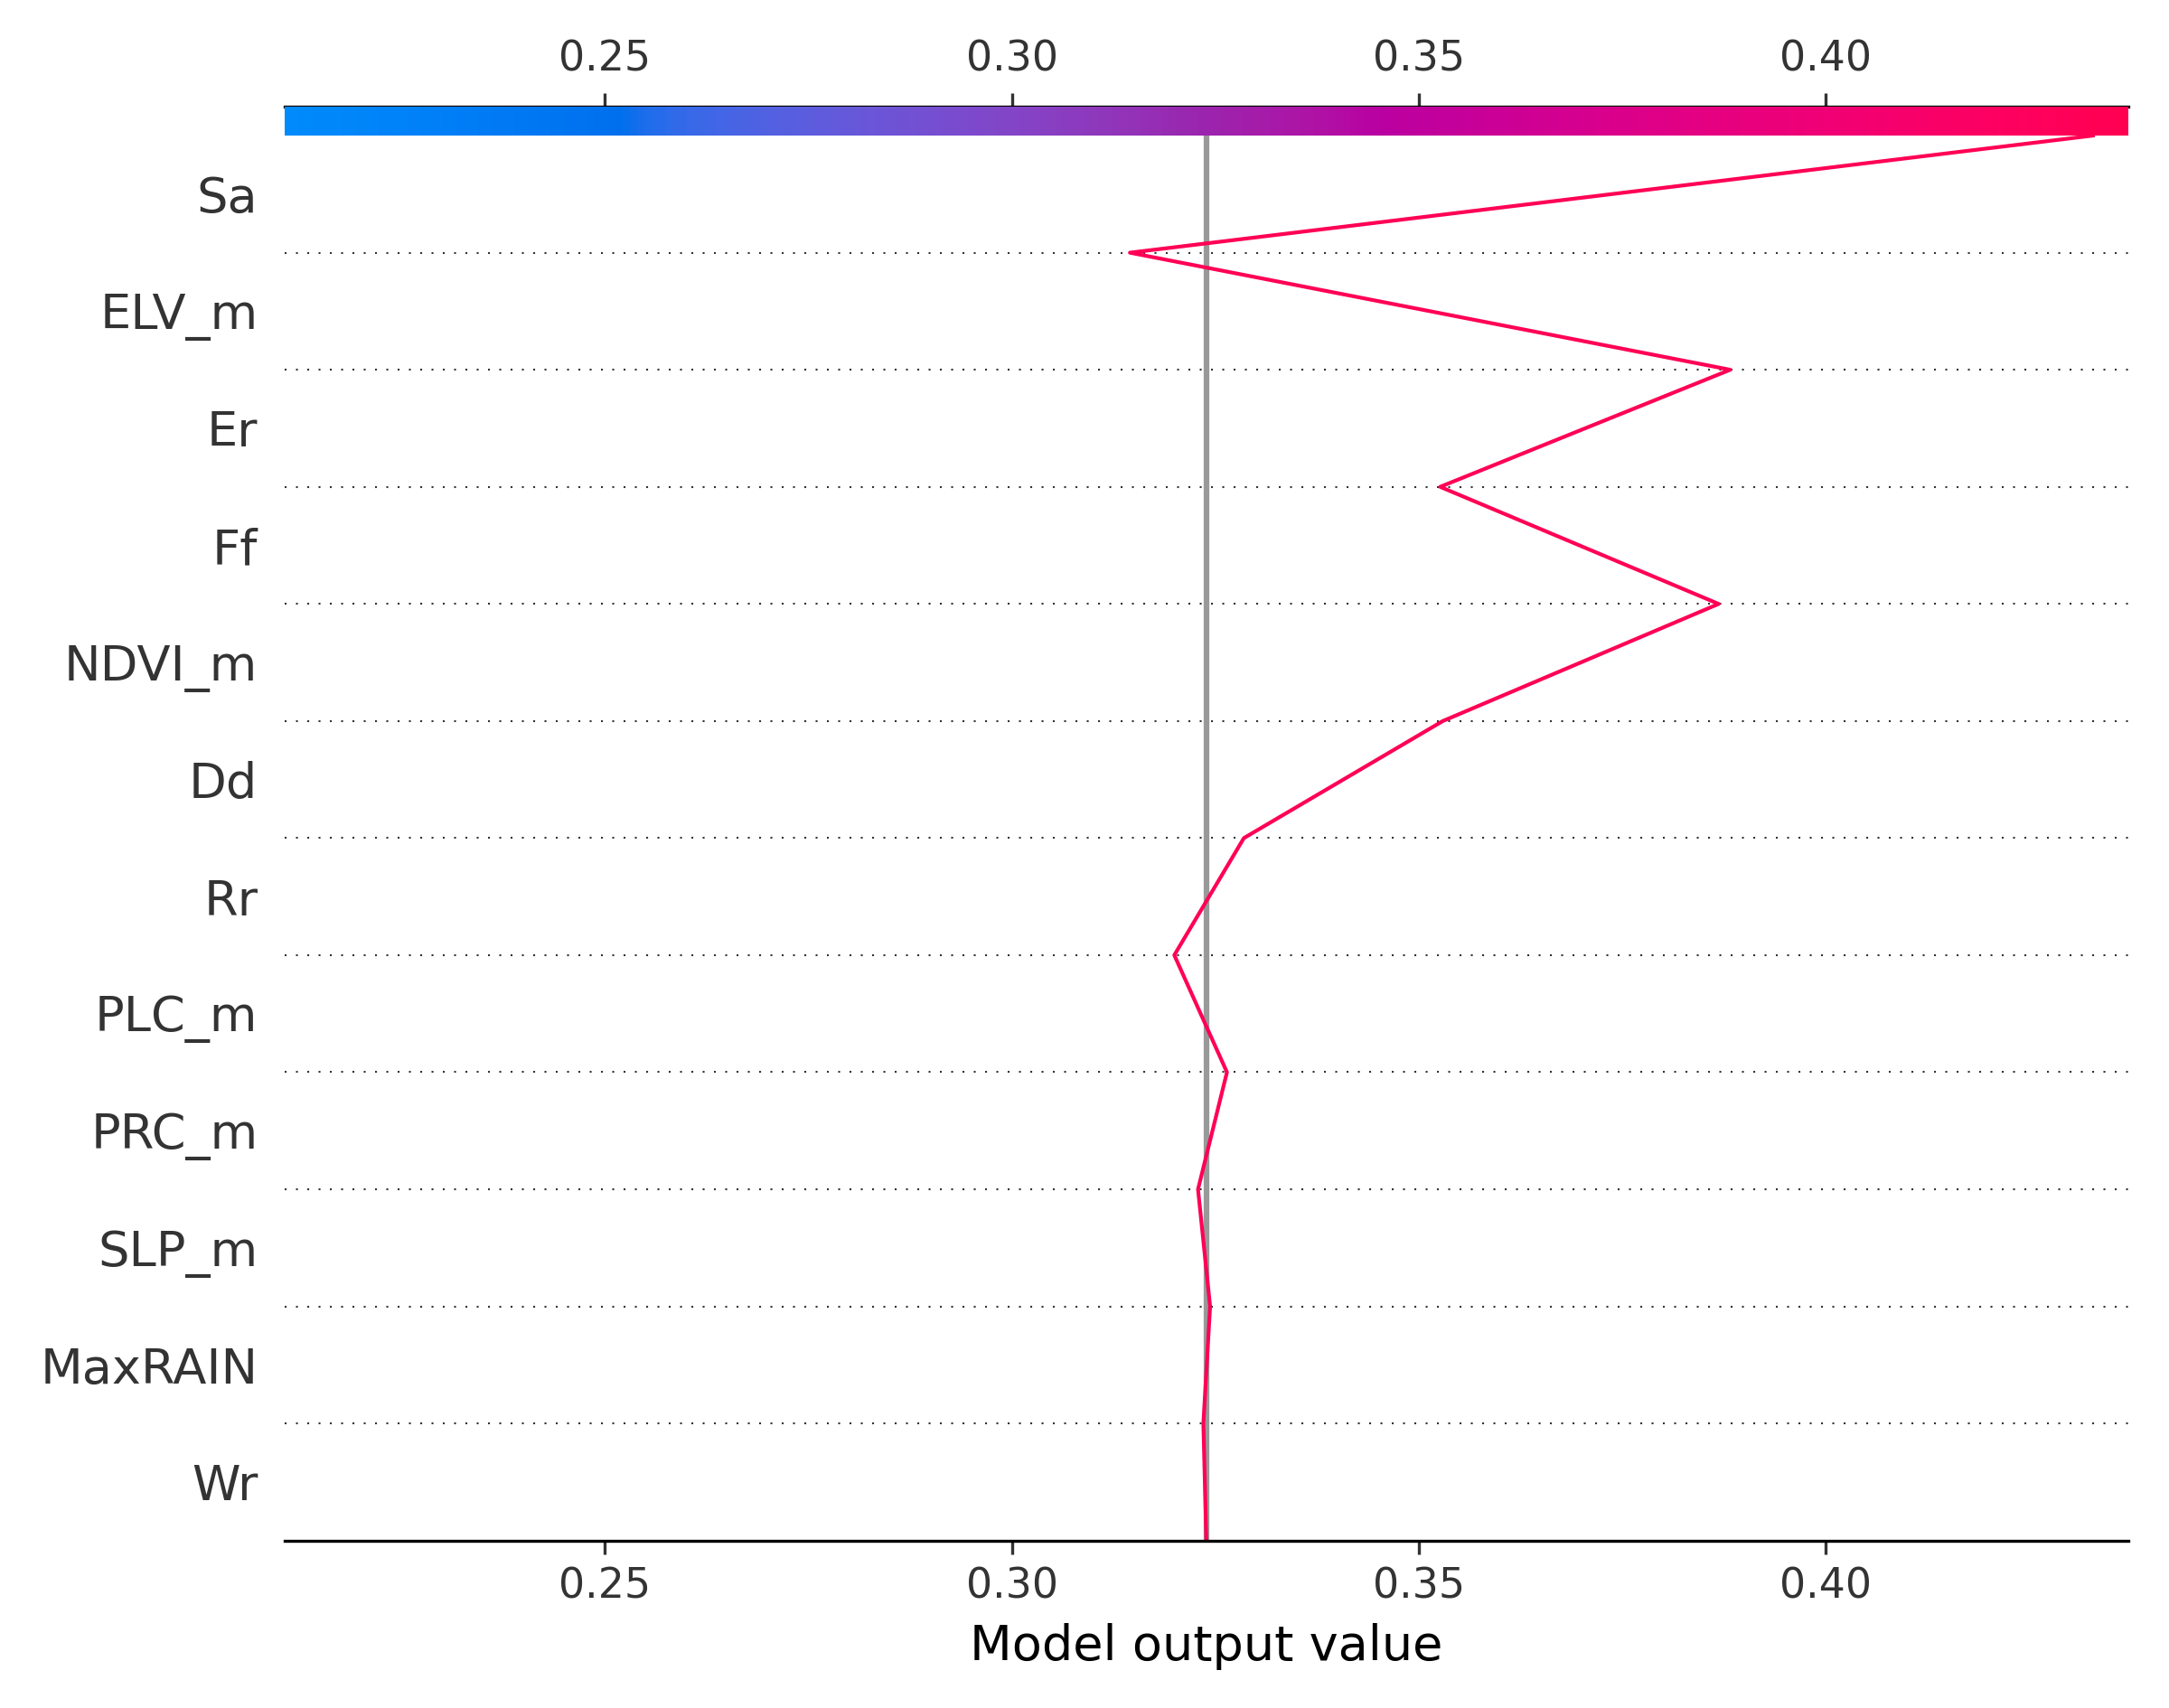 0.25 0.30 0.35 0.40
Sa
ELV_m
Er
Ff
NDVI_m
Dd
Rr
PLC_m
PRC_m
SLP_m
MaxRAIN
Wr
0.25 0.30 0.35 0.40
Model output value